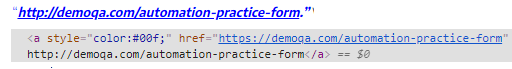 “http://demoqa.com/automation-practice-form.”
<a style="color:#00f;" href="https://demoqa.com/automation-practice-form"
http://demoqa.com/automation-practice-form</a> == $0